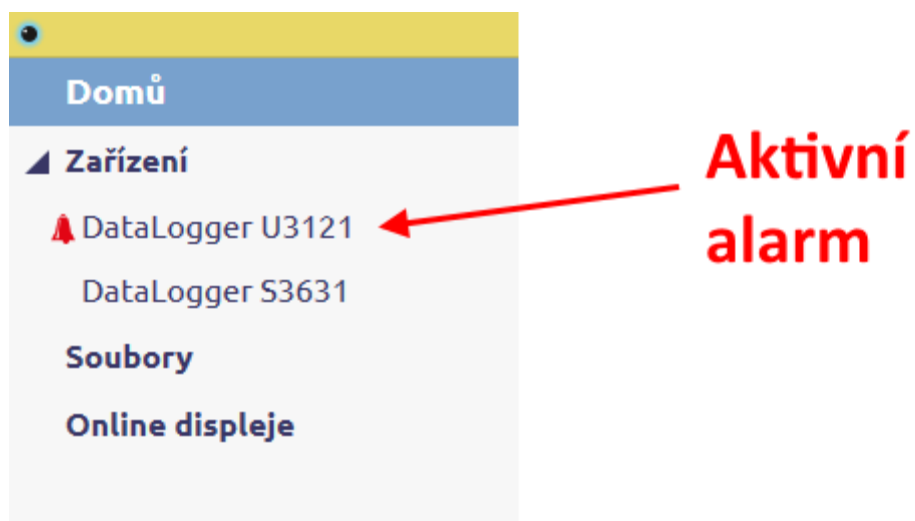 Domů
Zařízení
DataLogger U3121
DataLogger S3631
Soubory
Online displeje
Aktivní
alarm